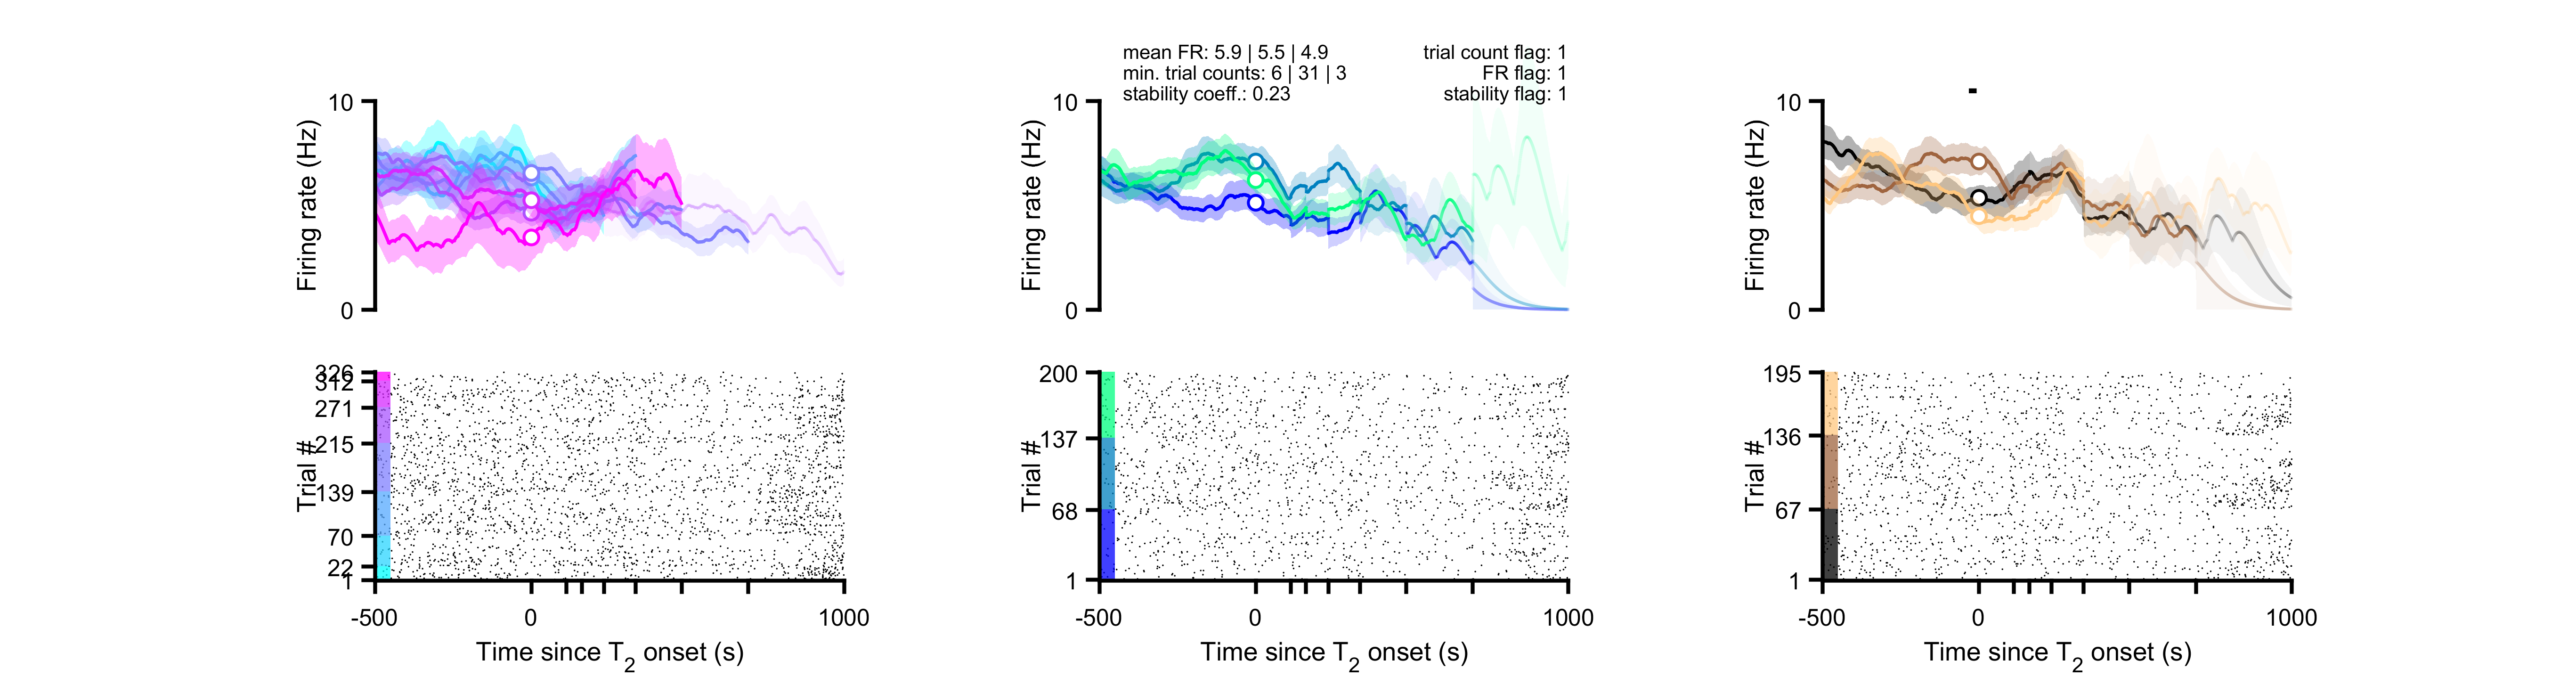 mean FR: 5.9 | 5.5 | 4.9
min. trial counts: 6 | 31 | 3
stability coeff.: 0.23
trial count flag: 1
FR flag: 1
stability flag: 1
10
Firing rate (Hz)
0
10
Firing rate (Hz)
0
10
Firing rate (Hz)
0
326
342
271
215
139
70
22
1
Trial #
-500
0
1000
Time since T2 onset (s)
200
137
68
1
Trial #
-500
0
1000
Time since T2 onset (s)
195
136
67
1
Trial #
-500
0
1000
Time since T2 onset (s)